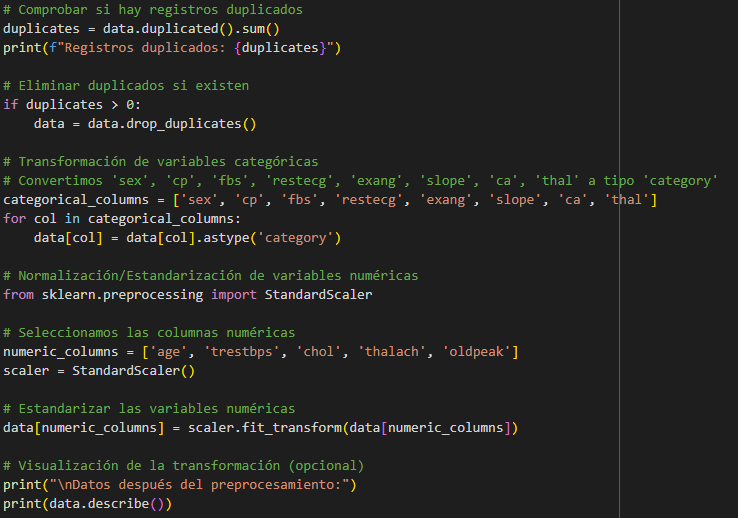 # Comprobar si hay registros duplicados
duplicates = data.duplicated().sum()
print(f"Registros duplicados: {duplicates}")
# Eliminar duplicados si existen
if duplicates > 0:
    data = data.drop_duplicates()
# Transformación de variables categóricas
# Convertimos 'sex', 'cp', 'fbs', 'restecg', 'exang', 'slope', 'ca', 'thal' a tipo 'category'
categorical_columns = ['sex', 'cp', 'fbs', 'restecg', 'exang', 'slope', 'ca', 'thal']
for col in categorical_columns:
    data[col] = data[col].astype('category')
# Normalización/Estandarización de variables numéricas
from sklearn.preprocessing import StandardScaler
# Seleccionamos las columnas numéricas
numeric_columns = ['age', 'trestbps', 'chol', 'thalach', 'oldpeak']
scaler = StandardScaler()
# Estandarizar las variables numéricas
data[numeric_columns] = scaler.fit_transform(data[numeric_columns])
# Visualización de la transformación (opcional)
print("\nDatos después del preprocesamiento:")
print(data.describe())